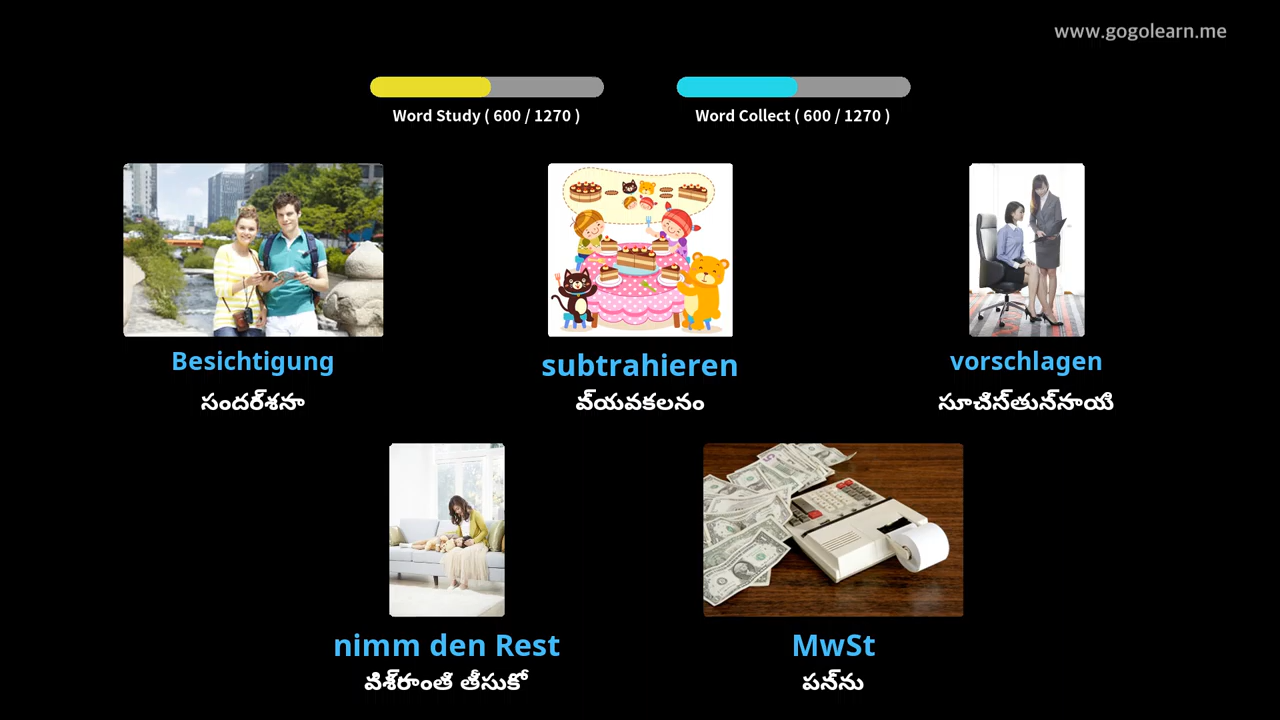 www.gogolearn.me
Word Study ( 600 / 1270 )
Word Collect ( 600 / 1270 )
Besichtigung
subtrahieren
vorschlagen
సందర్‌శనా
వ్‌యవకలనం
సూచిస్‌తున్‌నాయి
nimm den Rest
MwSt
విశ్‌రాంతి తీసుకో
పన్‌ను